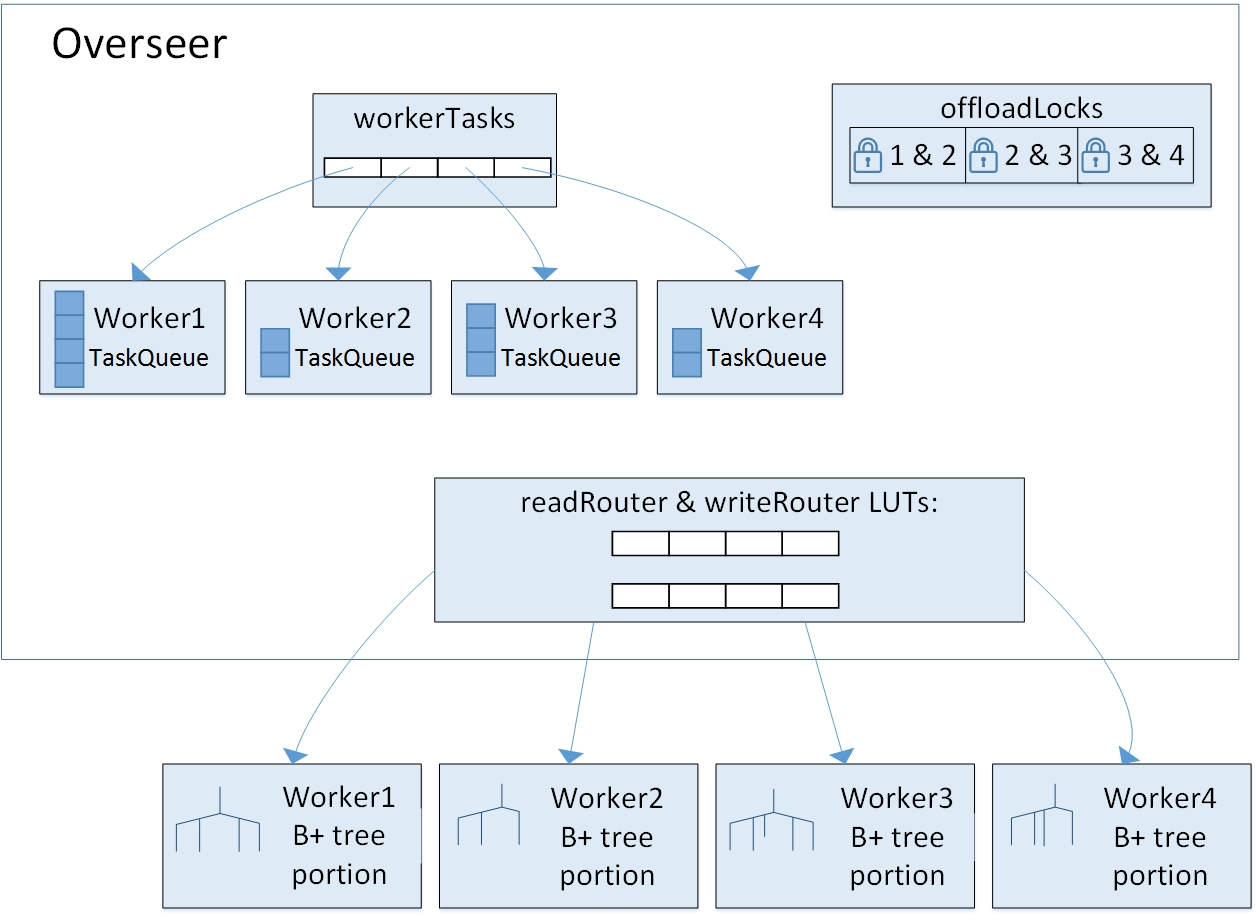 Overseer
workerTasks
offloadLocks
1 & 2 2 & 3 3 & 4
Worker1
TaskQueue
Worker2
TaskQueue
Worker3
TaskQueue
Worker4
TaskQueue
readRouter & writeRouter LUTs:
Worker1
B+ tree
portion
Worker2
B+ tree
portion
Worker3
B+ tree
portion
Worker4
B+ tree
portion